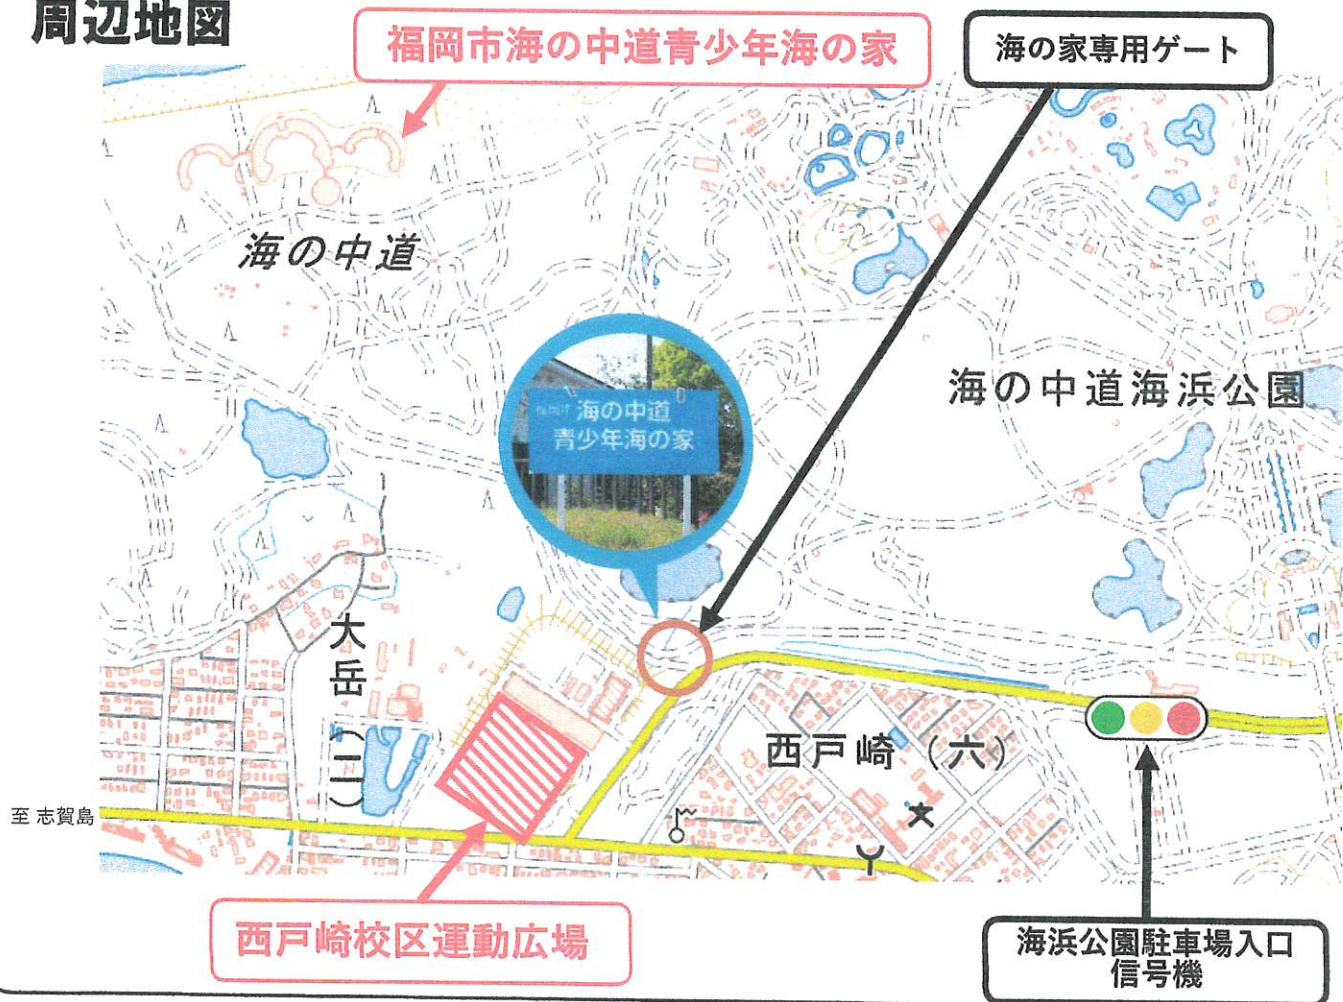 周辺地図
福岡市海の中道青少年海の家
海の家専用ゲート
海の中道
海の中道海浜公園
福岡市 海の中道
青少年海の家
大岳(二)
西戸崎(六)
至 志賀島
西戸崎校区運動広場
海浜公園駐車場入口
信号機